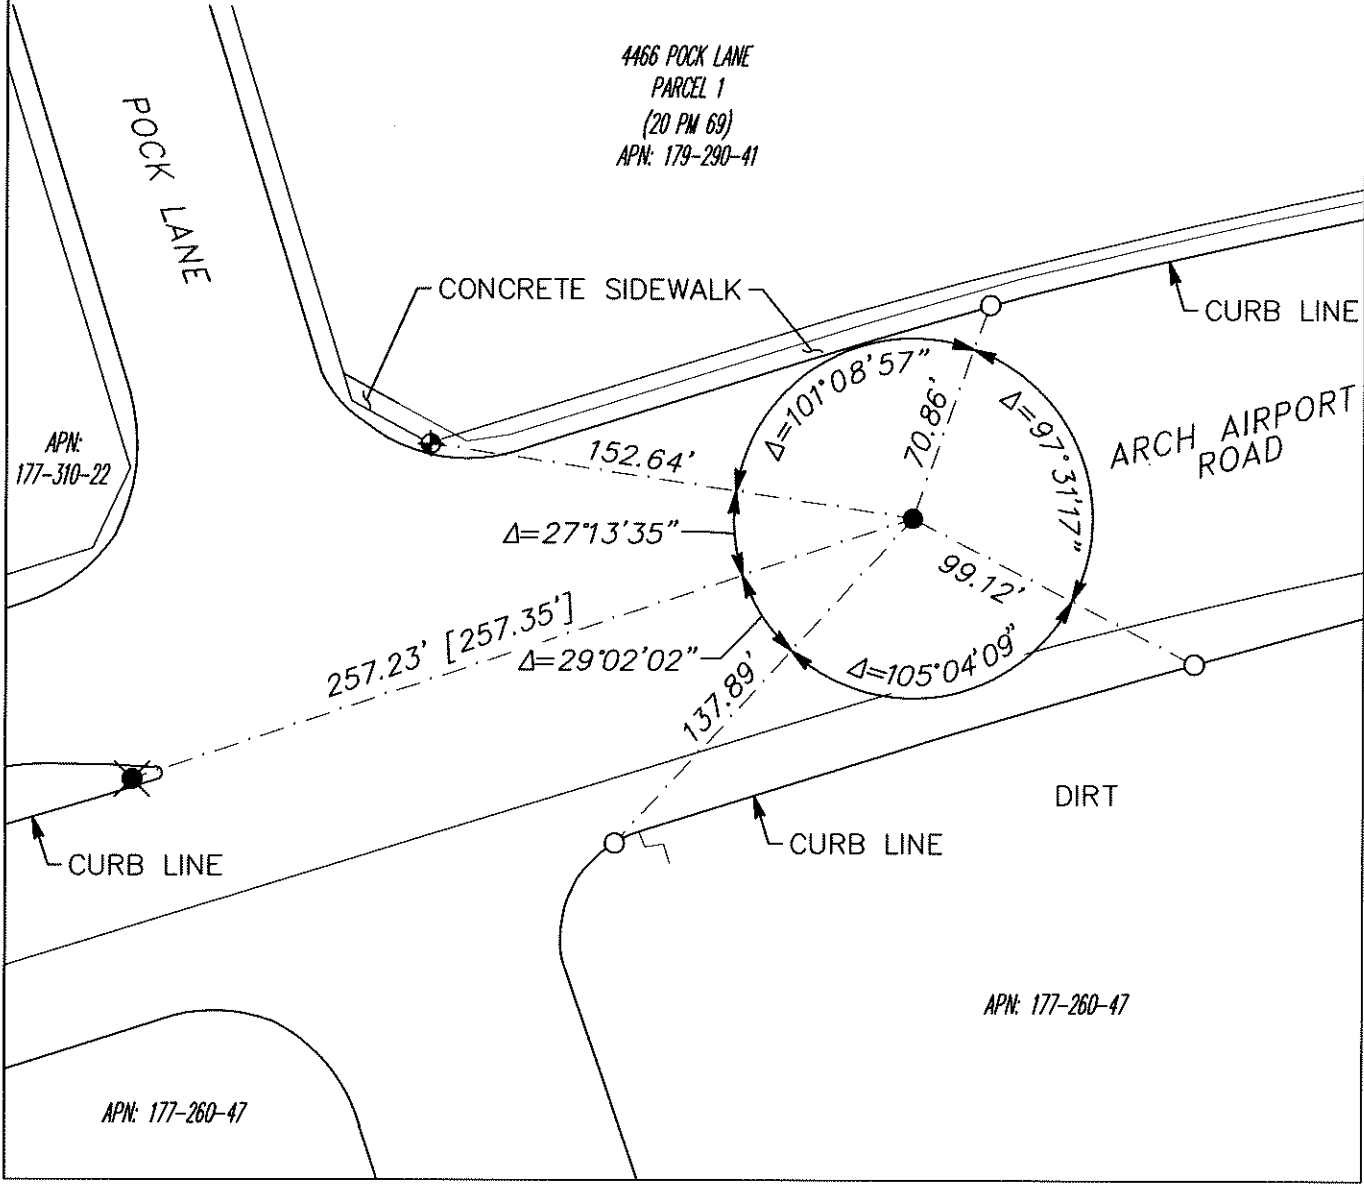 4466 POCK LANE
PARCEL 1
(20 PM 69)
APN: 179-290-41
POCK LANE
CONCRETE SIDEWALK
CURB LINE
Δ=101°08'57"
70.86'
Δ=97°31'17"
ARCH AIRPORT
ROAD
APN:
177-310-22
152.64'
Δ=27°13'35"
99.12'
257.23' [257.35']
Δ=29°02'02"
Δ=105°04'09"
137.89'
DIRT
CURB LINE
CURB LINE
APN: 177-260-47
APN: 177-260-47